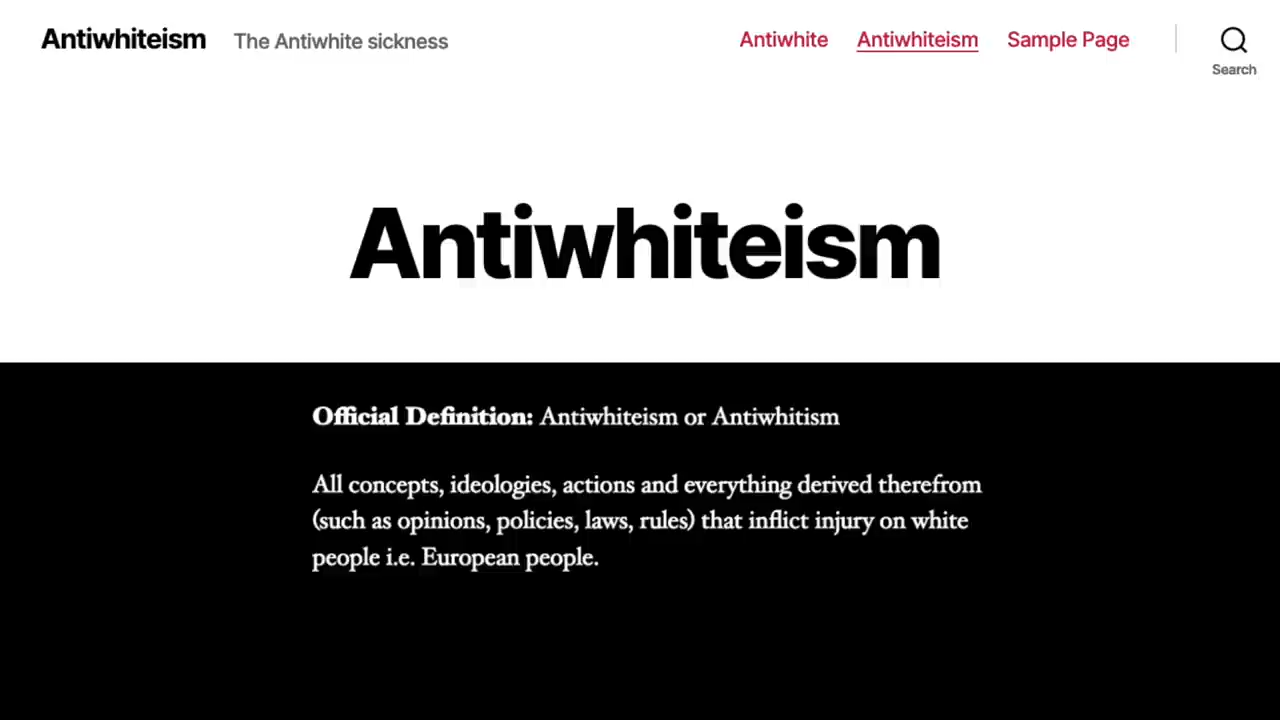 Antiwhiteism The Antiwhite sickness Antiwhite Antiwhiteism Sample Page
Search
Antiwhiteism
Official Definition: Antiwhiteism or Antiwhitism
All concepts, ideologies, actions and everything derived therefrom
(such as opinions, policies, laws, rules) that inflict injury on white
people i.e. European people.